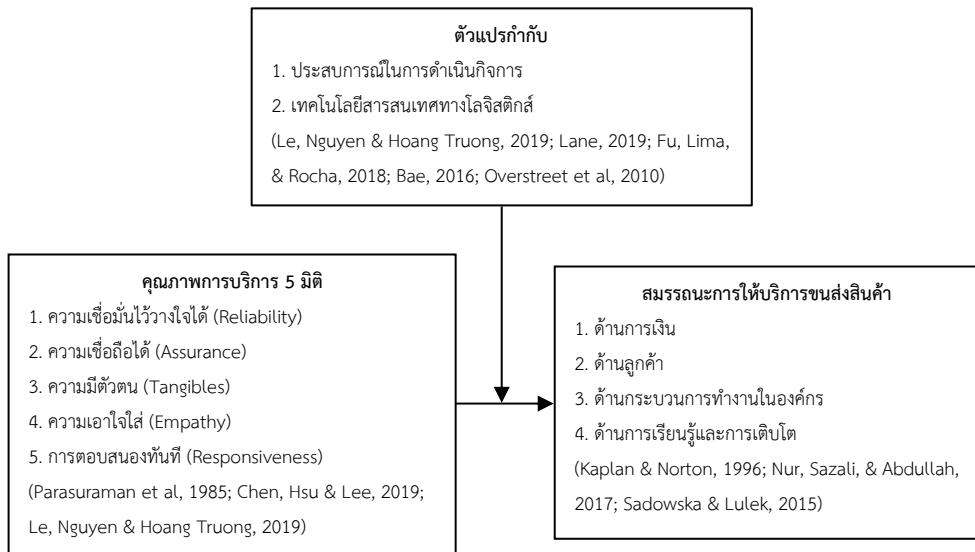 ตัวแปรกำกับ
1. ประสบการณ์ในการดำเนินกิจการ
2. เทคโนโลยีสารสนเทศทางโลจิสติกส์
(Le, Nguyen & Hoang Truong, 2019; Lane, 2019; Fu, Lima,
& Rocha, 2018; Bae, 2016; Overstreet et al, 2010)
คุณภาพการบริการ 5 มิติ
1. ความเชื่อมั่นไว้วางใจได้ (Reliability)
2. ความเชื่อถือได้ (Assurance)
3. ความมีตัวตน (Tangibles)
4. ความเอาใจใส่ (Empathy)
5. การตอบสนองทันที (Responsiveness)
(Parasuraman et al, 1985; Chen, Hsu & Lee, 2019;
Le, Nguyen & Hoang Truong, 2019)
สมรรถนะการให้บริการขนส่งสินค้า
1. ด้านการเงิน
2. ด้านลูกค้า
3. ด้านกระบวนการทำงานในองค์กร
4. ด้านการเรียนรู้และการเติบโต
(Kaplan & Norton, 1996; Nur, Sazali, & Abdullah,
2017; Sadowska & Lulek, 2015)